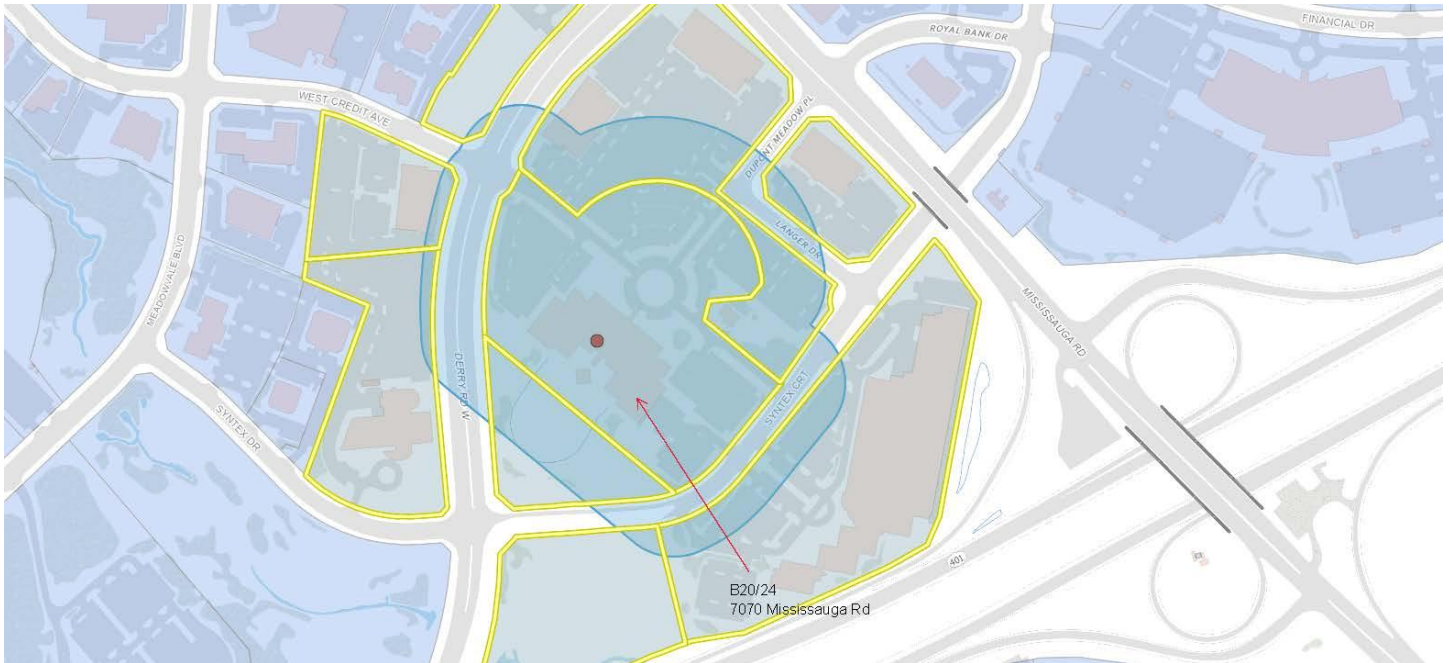 FINANCIAL DR
ROYAL BANK DR
WEST CREDIT AVE
DUPONT MEADOW PL
LANGER DR
MEADOWVALE BLVD
MISSISSAUGA RD
DERRY RD W
SYNTEX CRT
SYNTEX DR
401
B20/24
7070 Mississauga Rd